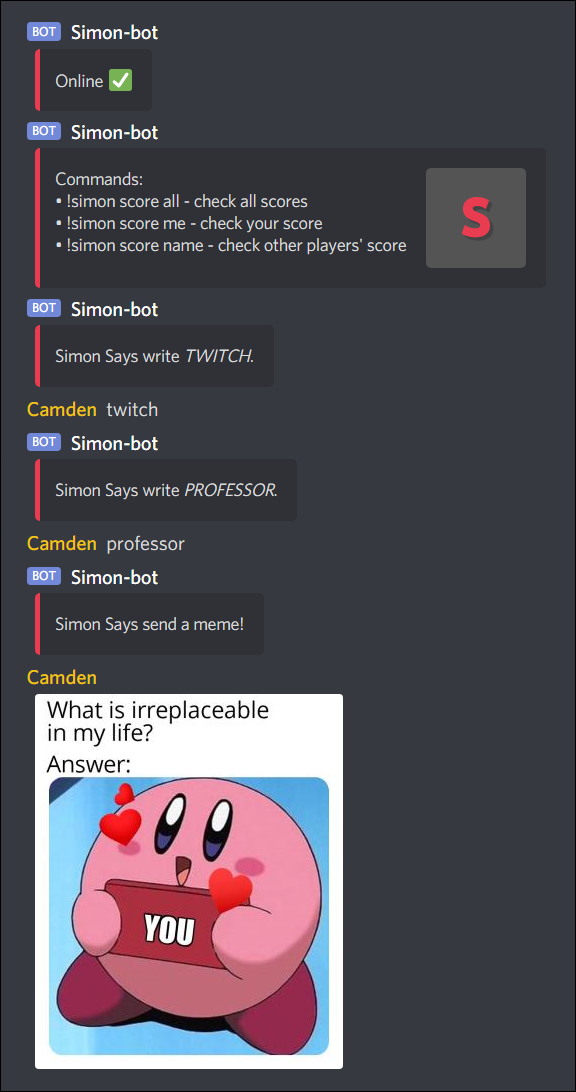 BOT Simon-bot
Online ✅
BOT Simon-bot
Commands:
• !simon score all - check all scores
• !simon score me - check your score
• !simon score name - check other players' score
S
BOT Simon-bot
Simon Says write TWITCH.
Camden twitch
BOT Simon-bot
Simon Says write PROFESSOR.
Camden professor
BOT Simon-bot
Simon Says send a meme!
Camden
What is irreplaceable
in my life?
Answer:
YOU